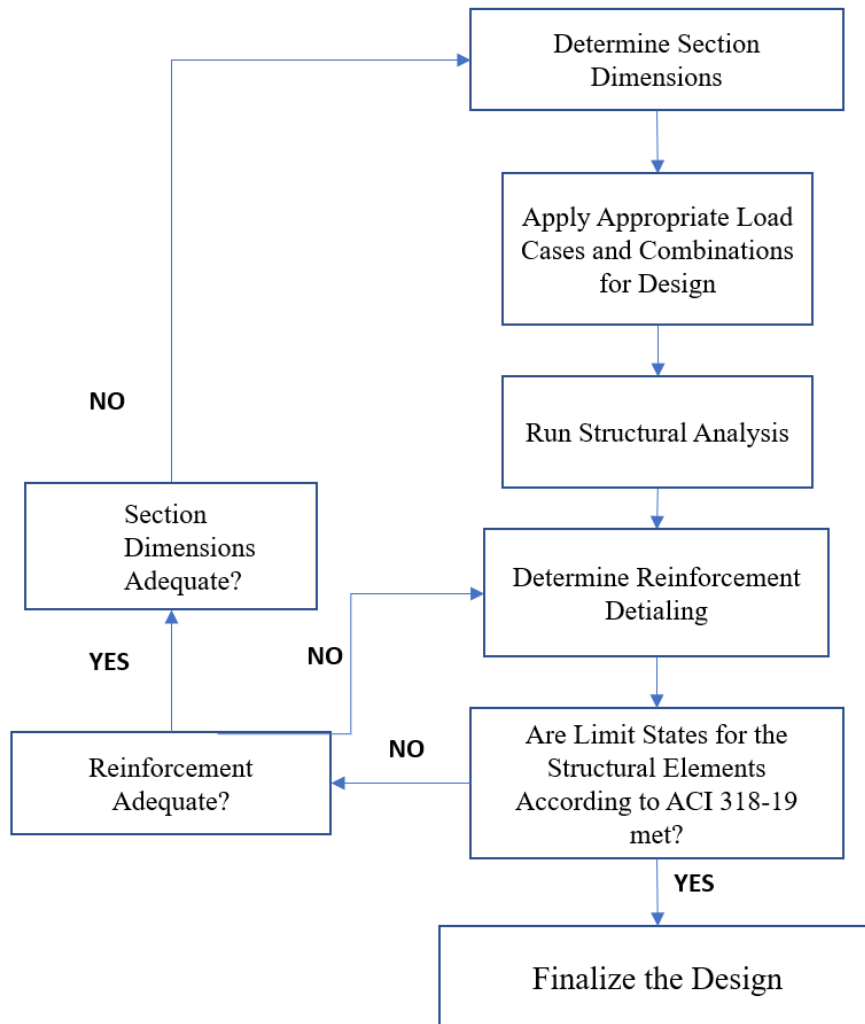 Determine Section
Dimensions
Apply Appropriate Load
Cases and Combinations
for Design
NO
Run Structural Analysis
Section
Dimensions
Adequate?
Determine Reinforcement
Detialing
NO
YES
Are Limit States for the
Structural Elements
According to ACI 318-19
met?
NO
Reinforcement
Adequate?
YES
Finalize the Design